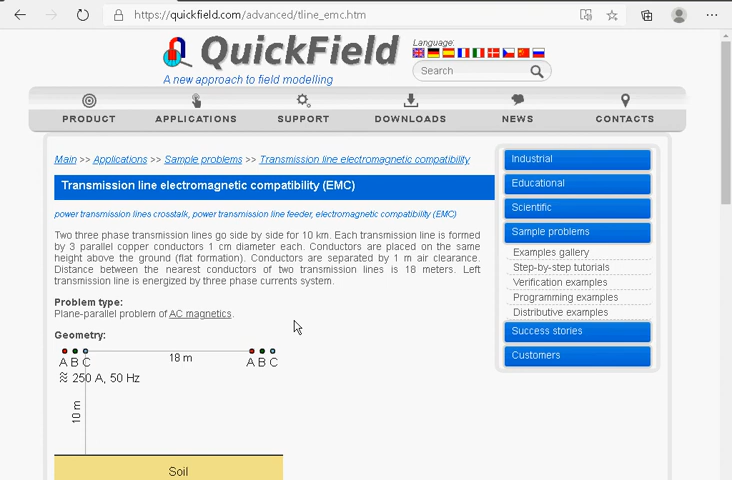 https://quickfield.com/advanced/tline_emc.htm
QuickField
A new approach to field modelling
Language:
Search
PRODUCT APPLICATIONS SUPPORT DOWNLOADS NEWS CONTACTS
Main >> Applications >> Sample problems >> Transmission line electromagnetic compatibility
Transmission line electromagnetic compatibility (EMC)
power transmission lines crosstalk, power transmission line feeder, electromagnetic compatibility (EMC)
Two three phase transmission lines go side by side for 10 km. Each transmission line is formed
by 3 parallel copper conductors 1 cm diameter each. Conductors are placed on the same
height above the ground (flat formation). Conductors are separated by 1 m air clearance.
Distance between the nearest conductors of two transmission lines is 18 meters. Left
transmission line is energized by three phase currents system.
Problem type:
Plane-parallel problem of AC magnetics.
Geometry:
18 m
A B C A B C
≈ 250 A, 50 Hz
10 m
Soil
Industrial
Educational
Scientific
Sample problems
Examples gallery
Step-by-step tutorials
Verification examples
Programming examples
Distributive examples
Success stories
Customers